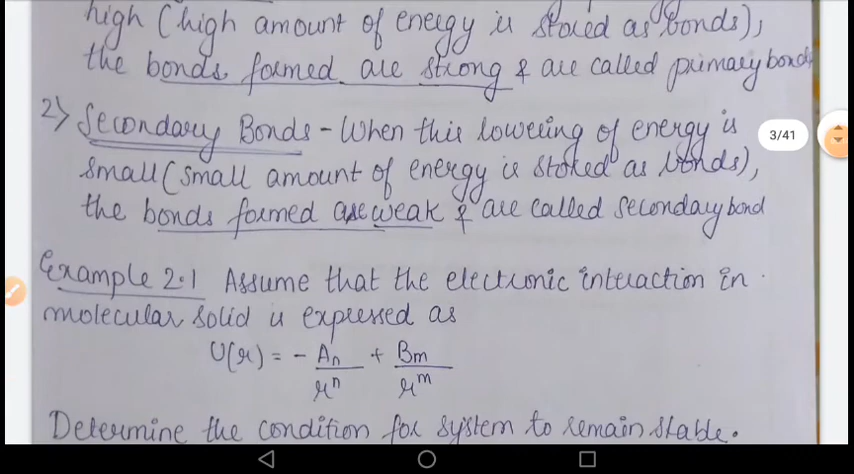 high (high amount of energy is stored as bonds),
the bonds formed are strong & are called primary bonds
2) Secondary Bonds - When this lowering of energy is
small (small amount of energy is stored as bonds),
the bonds formed are weak & are called secondary bond
3/41
Example 2.1 Assume that the electronic interaction in
molecular solid is expressed as
U(r) = - An/r^n + Bm/r^m
Determine the condition for system to remain stable.